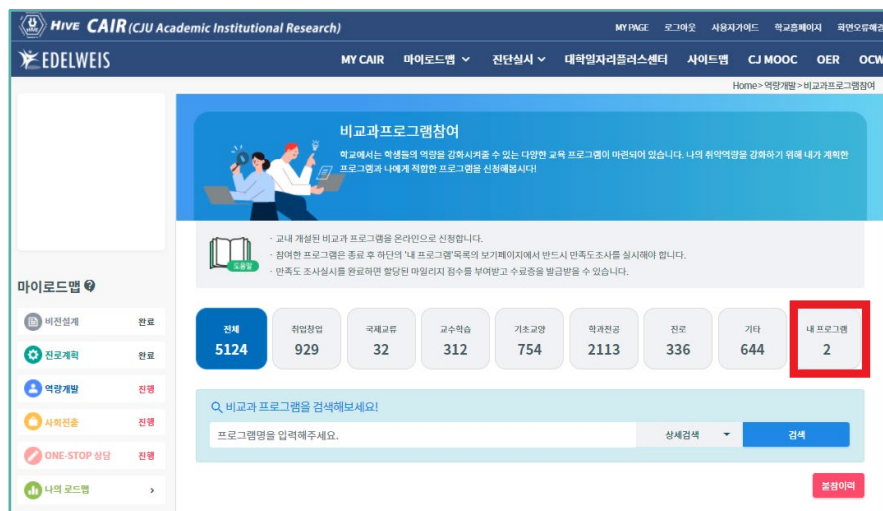 HIVE CAIR (CJU Academic Institutional Research)
MY PAGE 로그아웃 사용자가이드 학교홈페이지 화면오류해결
EDELWEIS
MY CAIR 마이로드맵 진단실시 대학일자리플러스센터 사이트맵 CJ MOOC OER OCW
Home > 역량개발 > 비교과프로그램참여
비교과프로그램참여
학교에서는 학생들의 역량을 강화시켜줄 수 있는 다양한 교육 프로그램이 마련되어 있습니다. 나의 취약역량을 강화하기 위해 내가 계획한
프로그램과 나에게 적합한 프로그램을 신청해봅시다!
- 교내 개설된 비교과 프로그램을 온라인으로 신청합니다.
- 참여한 프로그램은 종료 후 하단의 '내 프로그램'목록의 보기페이지에서 반드시 만족도조사를 실시해야 합니다.
- 만족도 조사실시를 완료하면 할당된 마일리지 점수를 부여받고 수료증을 발급받을 수 있습니다.
도움말
마이로드맵
비전설계 완료
진로계획 완료
역량개발 진행
사회진출 진행
ONE-STOP 상담 진행
나의 로드맵 >
전체 취업창업 국제교류 교수학습 기초교양 학과전공 진로 기타 내 프로그램
5124 929 32 312 754 2113 336 644 2
비교과 프로그램을 검색해보세요!
프로그램명을 입력해주세요. 상세검색 검색
불참이력